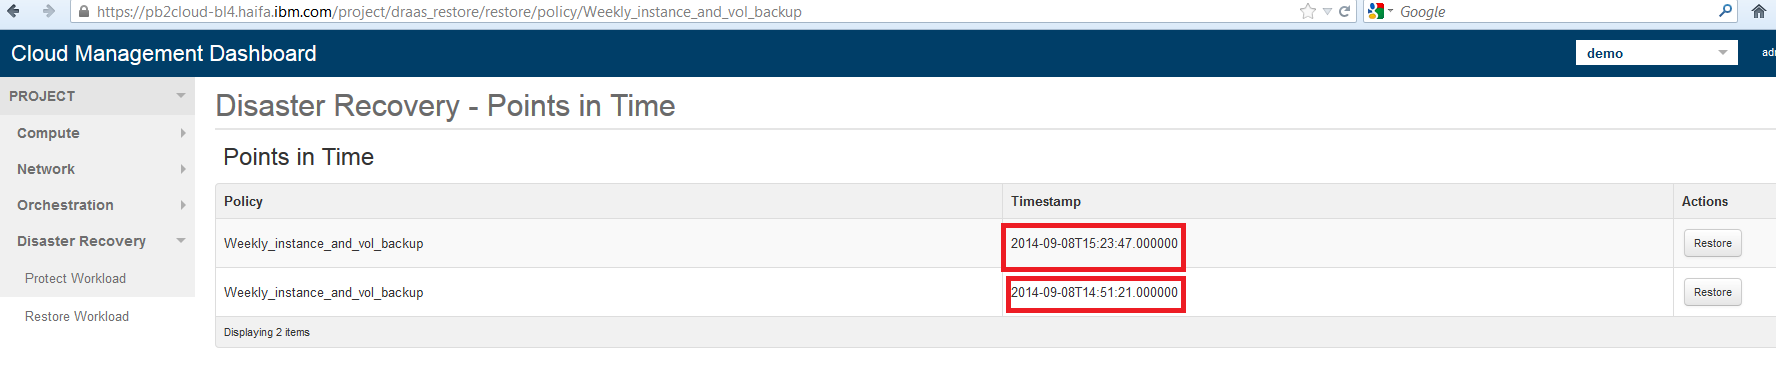 https://pb2cloud-bl4.haifa.ibm.com/project/draas_restore/restore/policy/Weekly_instance_and_vol_backup
Google
Cloud Management Dashboard
demo
adr
PROJECT
Disaster Recovery - Points in Time
Compute
Network
Orchestration
Disaster Recovery
Protect Workload
Restore Workload
Points in Time
Policy Timestamp Actions
Weekly_instance_and_vol_backup 2014-09-08T15:23:47.000000 Restore
Weekly_instance_and_vol_backup 2014-09-08T14:51:21.000000 Restore
Displaying 2 items